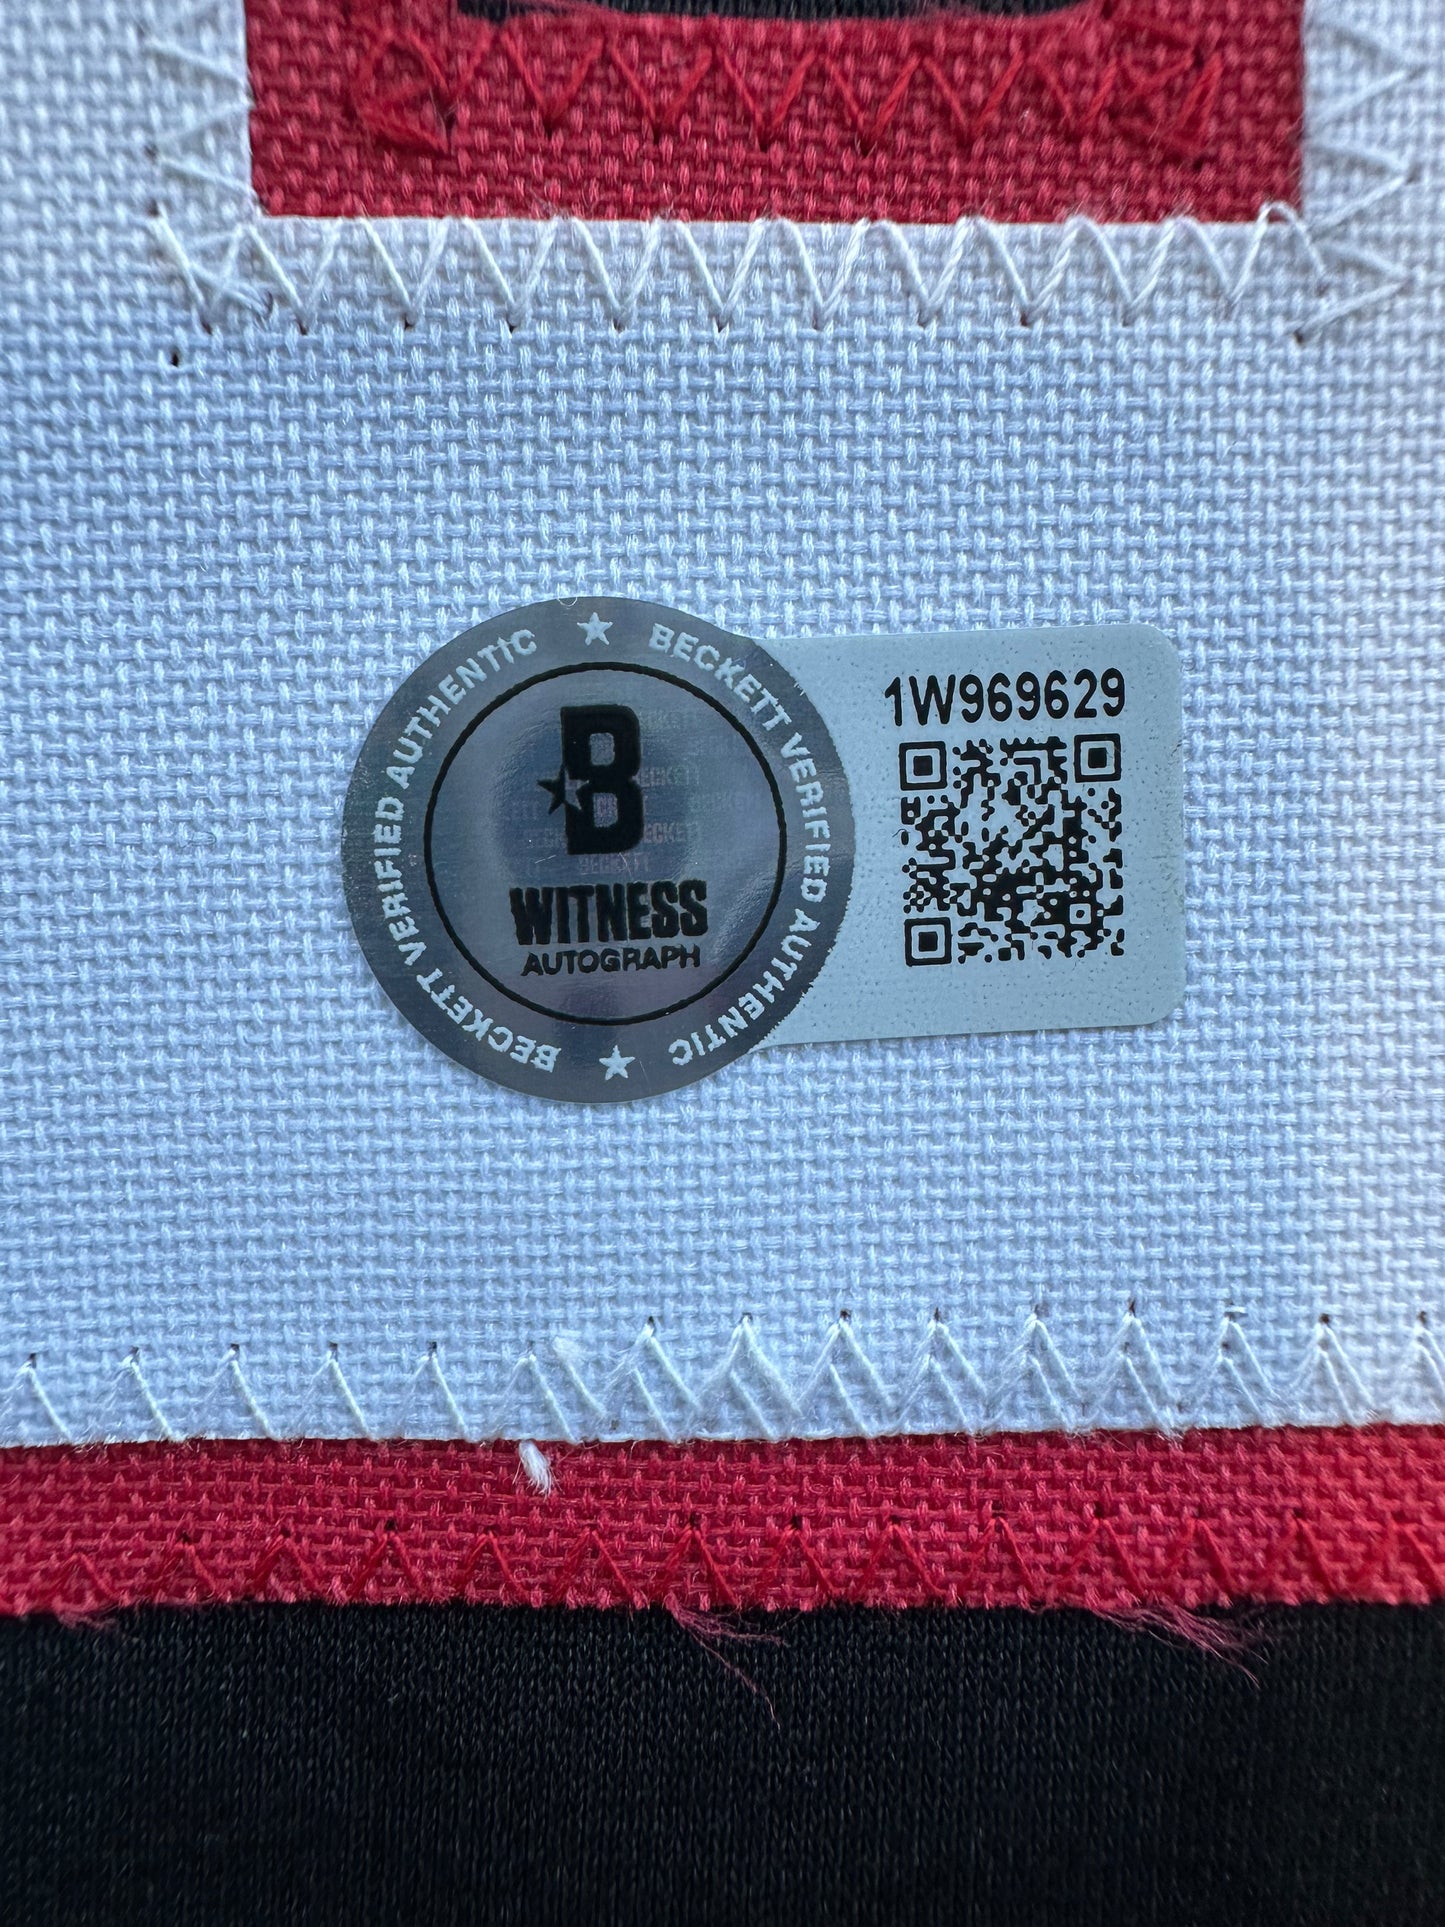 BECKETT VERIFIED AUTHENTIC
★ BECKETT VERIFIED AUTHENTIC ★
B
WITNESS
AUTOGRAPH
1W969629